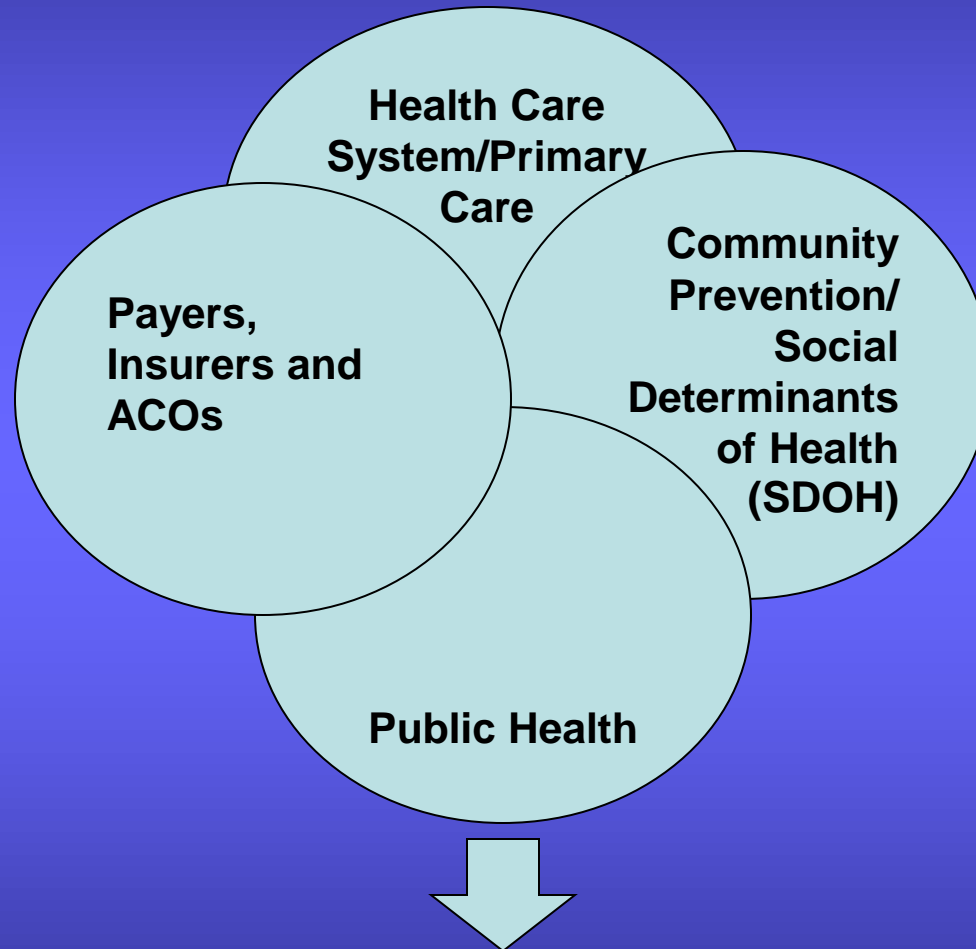 Health Care
System/Primary
Care
Payers,
Insurers and
ACOs
Community
Prevention/
Social
Determinants
of Health
(SDOH)
Public Health